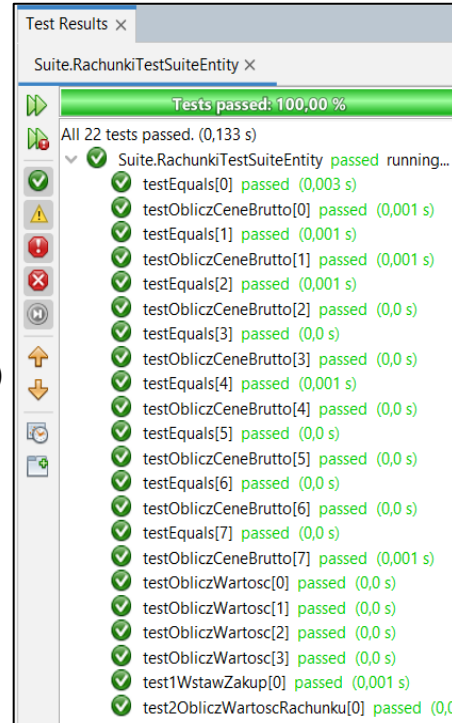 Test Results ×
Suite.RachunkiTestSuiteEntity ×
Tests passed: 100,00 %
All 22 tests passed. (0,133 s)
Suite.RachunkiTestSuiteEntity passed running...
testEquals[0] passed (0,003 s)
testObliczCeneBrutto[0] passed (0,001 s)
testEquals[1] passed (0,001 s)
testObliczCeneBrutto[1] passed (0,001 s)
testEquals[2] passed (0,001 s)
testObliczCeneBrutto[2] passed (0,0 s)
testEquals[3] passed (0,0 s)
testObliczCeneBrutto[3] passed (0,0 s)
testEquals[4] passed (0,001 s)
testObliczCeneBrutto[4] passed (0,0 s)
testEquals[5] passed (0,0 s)
testObliczCeneBrutto[5] passed (0,0 s)
testEquals[6] passed (0,0 s)
testObliczCeneBrutto[6] passed (0,0 s)
testEquals[7] passed (0,0 s)
testObliczCeneBrutto[7] passed (0,001 s)
testObliczWartosc[0] passed (0,0 s)
testObliczWartosc[1] passed (0,0 s)
testObliczWartosc[2] passed (0,0 s)
testObliczWartosc[3] passed (0,0 s)
test1WstawZakup[0] passed (0,001 s)
test2ObliczWartoscRachunku[0] passed